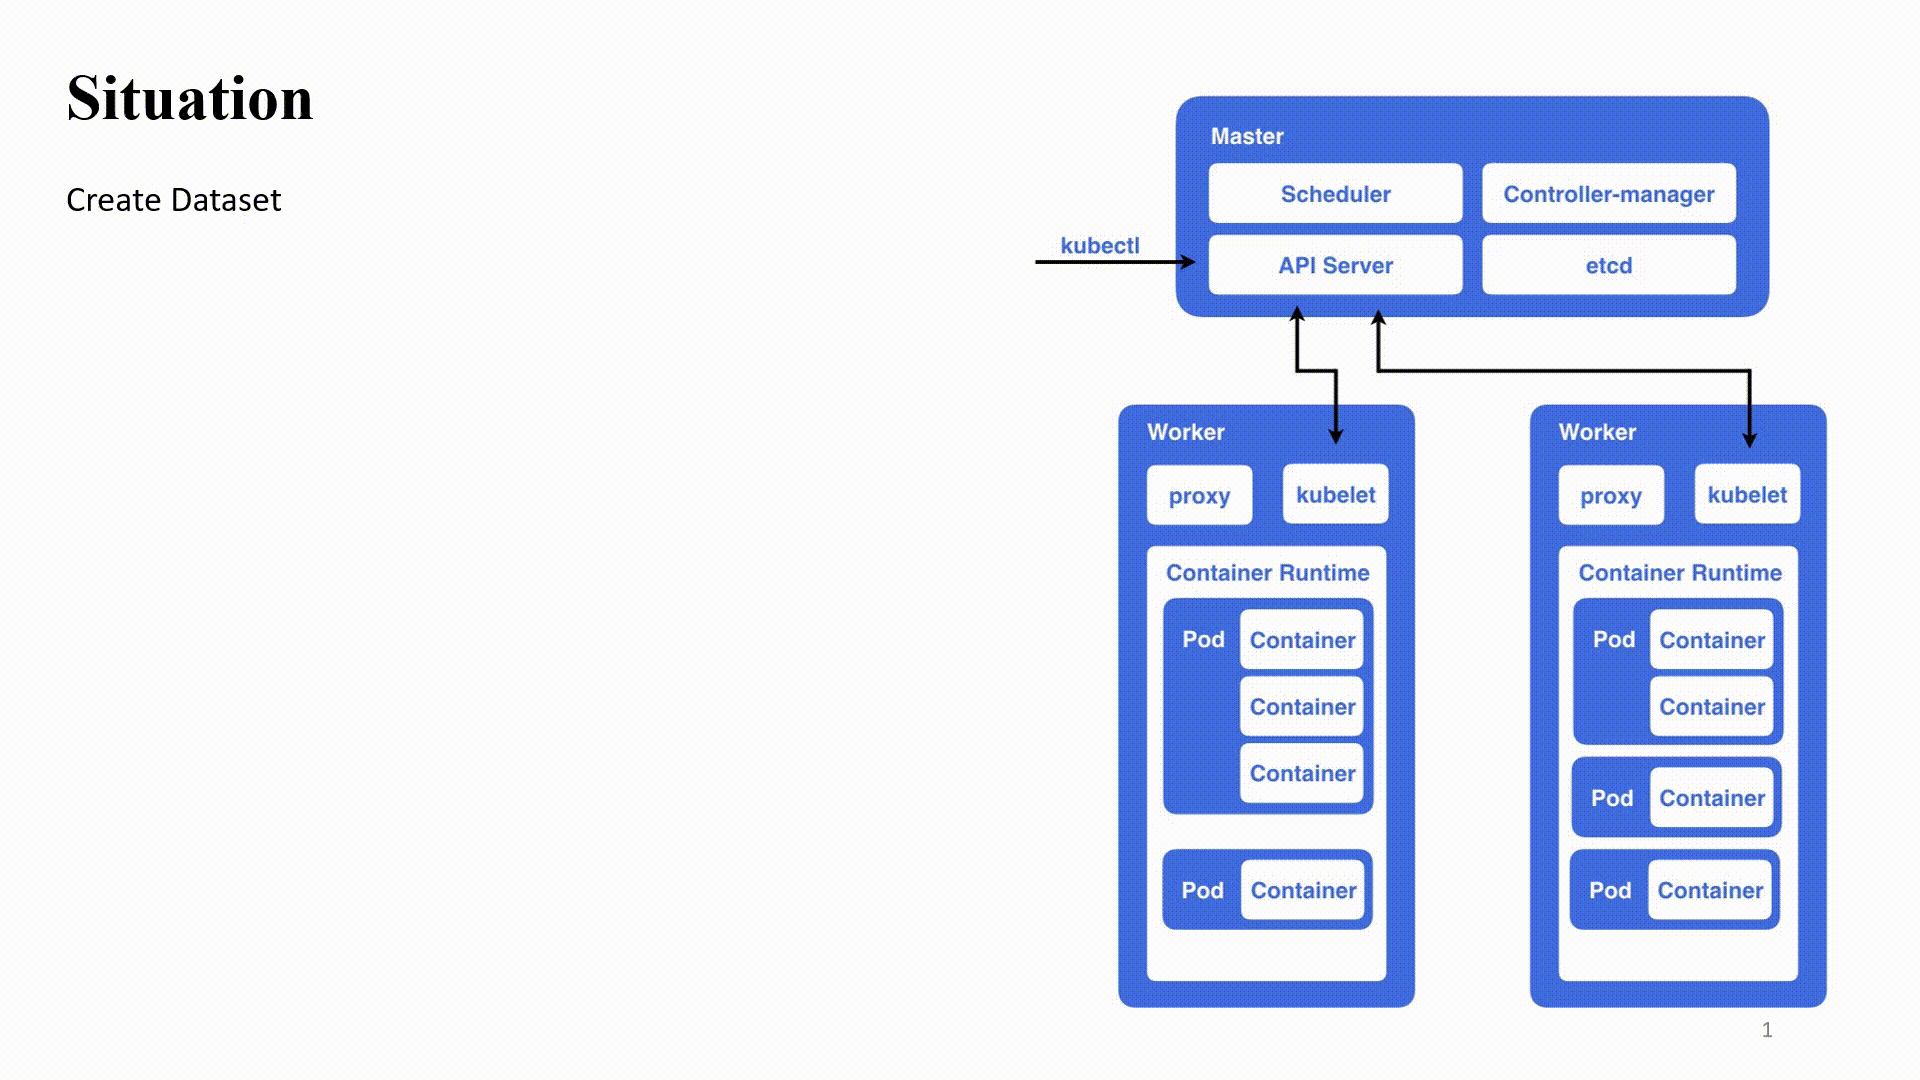 Situation
Create Dataset
Master
Scheduler
Controller-manager
kubectl
API Server
etcd
Worker
proxy
kubelet
Container Runtime
Pod
Container
Container
Container
Pod
Container
Worker
proxy
kubelet
Container Runtime
Pod
Container
Container
Pod
Container
Pod
Container
1